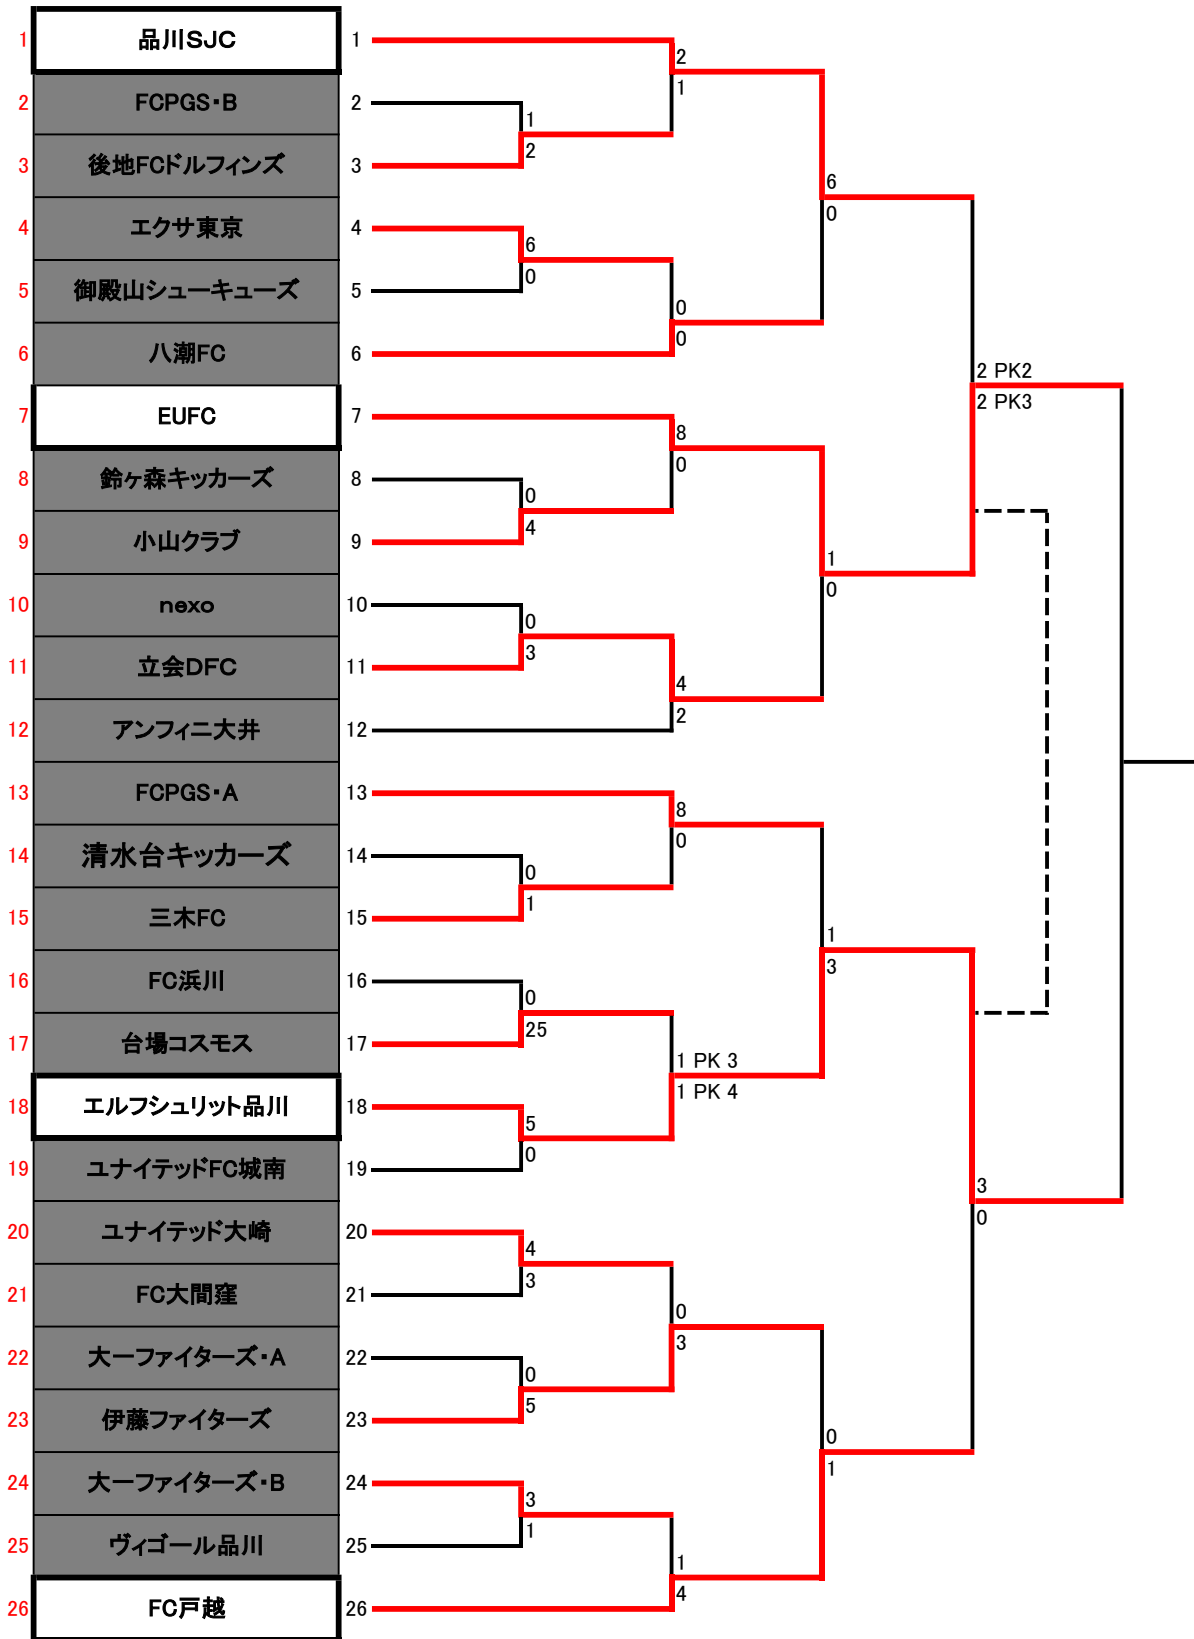 1 品川SJC 1
2 FCPGS・B 2
3 後地FCドルフィンズ 3
4 エクサ東京 4
5 御殿山シューキューズ 5
6 八潮FC 6
7 EUFC 7
8 鈴ヶ森キッカーズ 8
9 小山クラブ 9
10 nexo 10
11 立会DFC 11
12 アンフィニ大井 12
13 FCPGS・A 13
14 清水台キッカーズ 14
15 三木FC 15
16 FC浜川 16
17 台場コスモス 17
18 エルフシュリット品川 18
19 ユナイテッドFC城南 19
20 ユナイテッド大崎 20
21 FC大間窪 21
22 大一ファイターズ・A 22
23 伊藤ファイターズ 23
24 大一ファイターズ・B 24
25 ヴィゴール品川 25
26 FC戸越 26
1
2
6
0
0
4
0
3
0
1
0
25
5
0
4
3
0
5
3
1
2
1
0
0
8
0
4
2
8
0
1 PK 3
1 PK 4
0
3
1
4
6
0
1
0
1
3
0
1
2 PK2
2 PK3
3
0